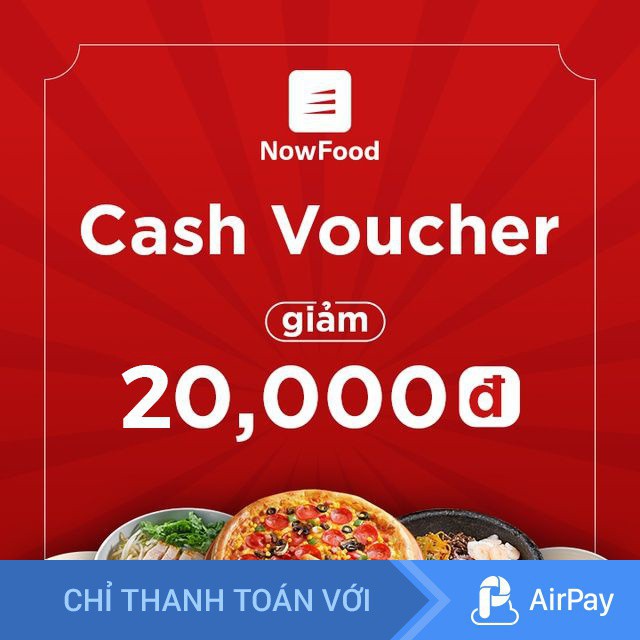 NowFood
Cash Voucher
giảm
20,000đ
CHỈ THANH TOÁN VỚI
AirPay